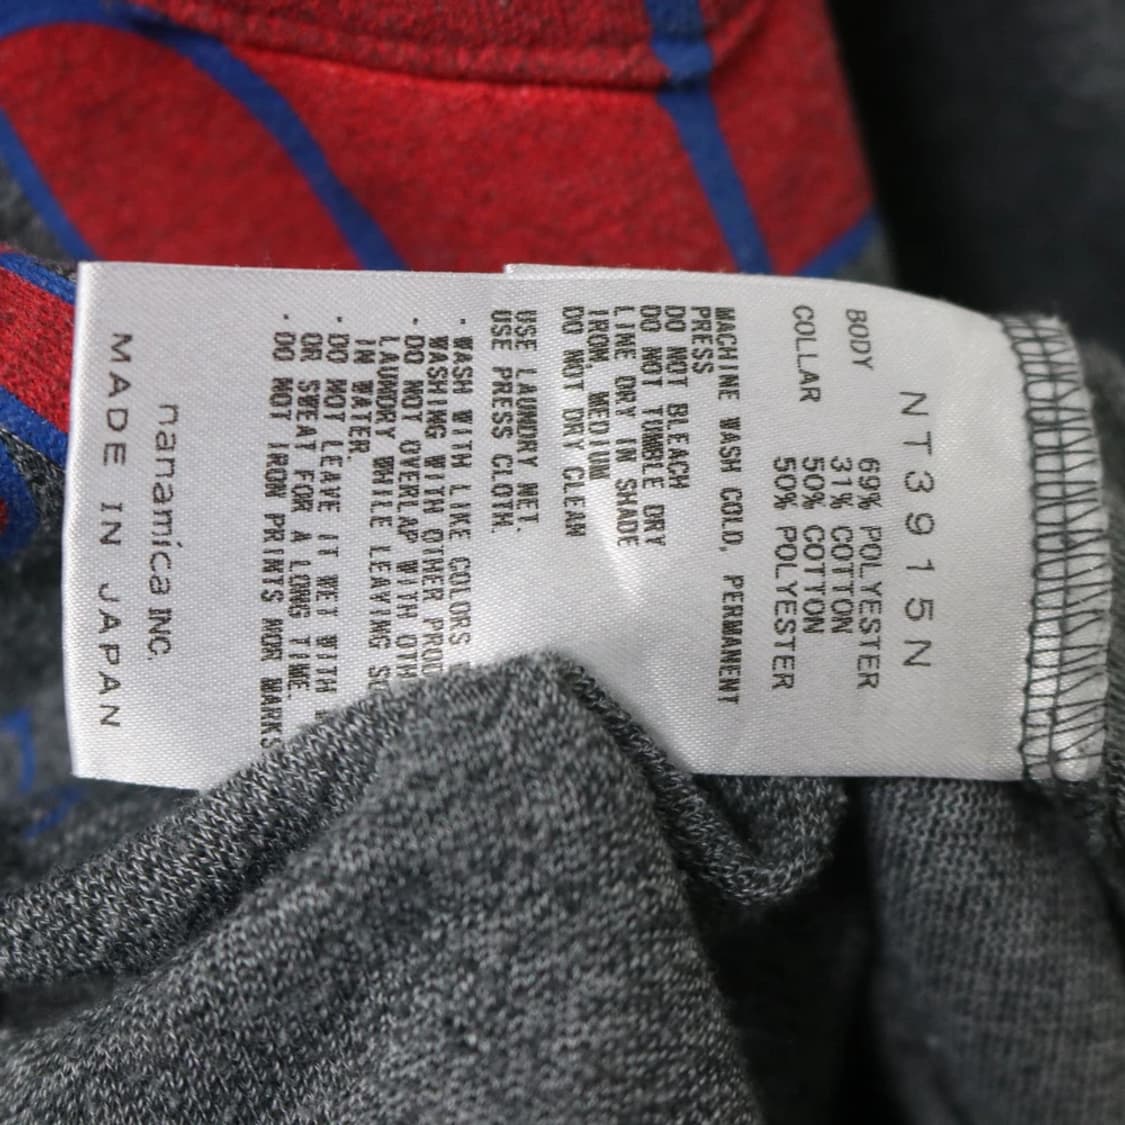 NT3915N
BODY 69% POLYESTER
31% COTTON
COLLAR 50% COTTON
50% POLYESTER
MACHINE WASH COLD, PERMANENT
PRESS
DO NOT BLEACH
DO NOT TUMBLE DRY
LINE DRY IN SHADE
IRON, MEDIUM
DO NOT DRY CLEAN
USE LAUNDRY NET.
USE PRESS CLOTH.
· WASH WITH LIKE COLORS
WASHING WITH OTHER
· DO NOT OVERLAP WITH
LAUNDRY WHILE LEAVING
IN WATER.
· DO NOT LEAVE IT WET WITH
OR SWEAT FOR A LONG TIME.
· DO NOT IRON PRINTS NOR MARKS
nanamica INC.
MADE IN JAPAN